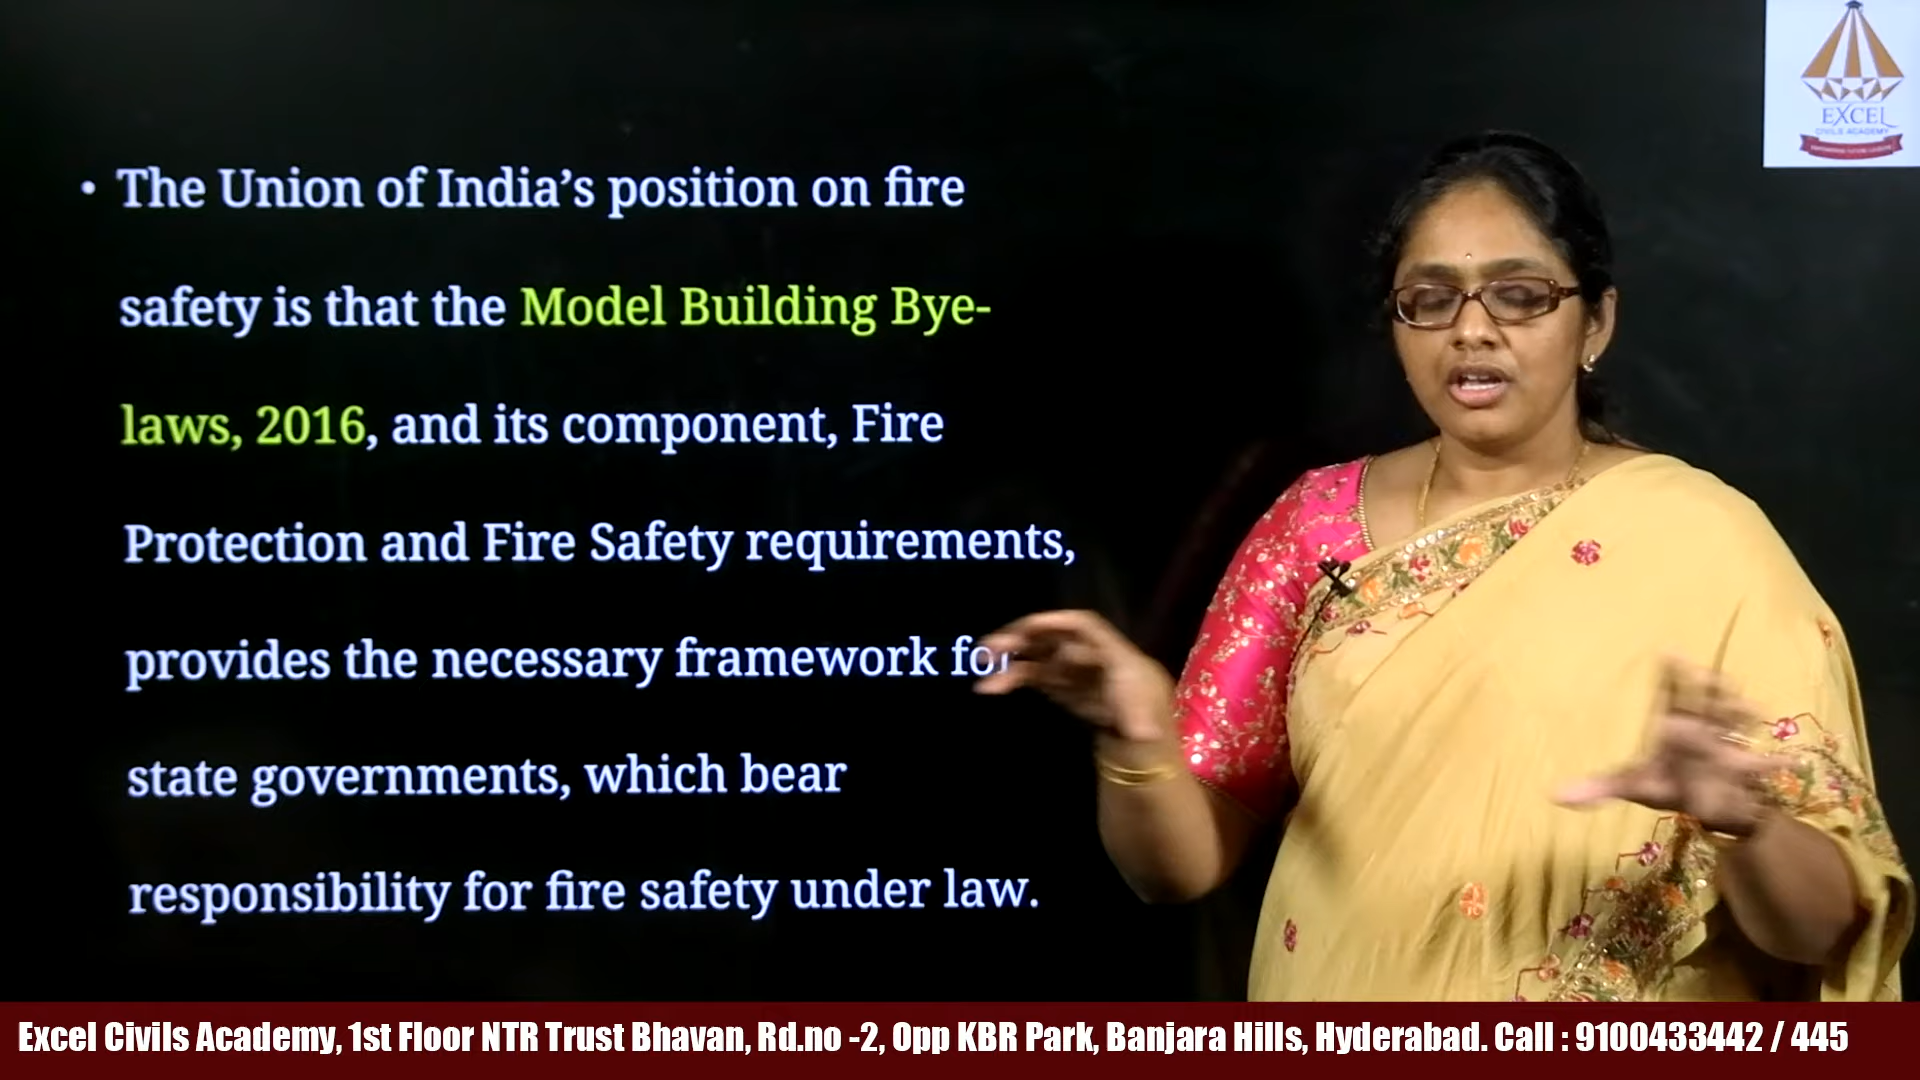 EXCEL
CIVILS ACADEMY
• The Union of India’s position on fire
safety is that the Model Building Bye-
laws, 2016, and its component, Fire
Protection and Fire Safety requirements,
provides the necessary framework for
state governments, which bear
responsibility for fire safety under law.
Excel Civils Academy, 1st Floor NTR Trust Bhavan, Rd.no -2, Opp KBR Park, Banjara Hills, Hyderabad. Call : 9100433442 / 445